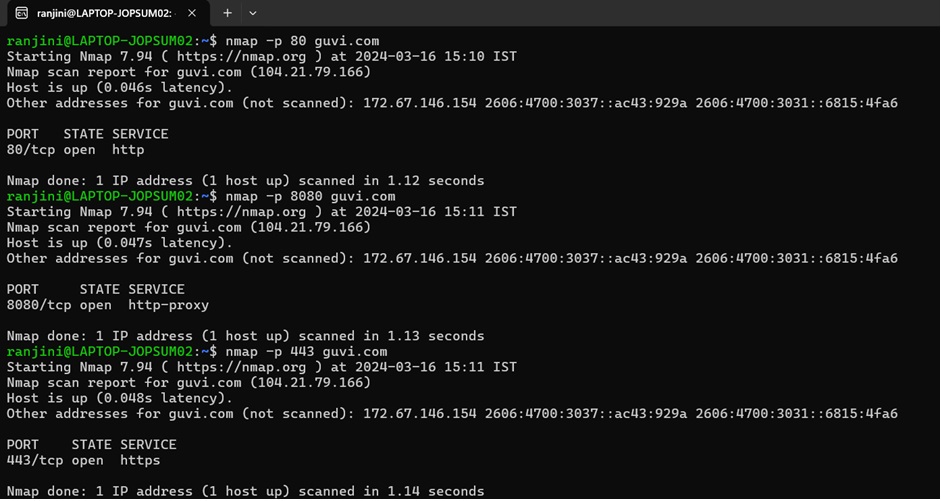 ranjini@LAPTOP-JOPSUM02:
ranjini@LAPTOP-JOPSUM02:~$ nmap -p 80 guvi.com
Starting Nmap 7.94 ( https://nmap.org ) at 2024-03-16 15:10 IST
Nmap scan report for guvi.com (104.21.79.166)
Host is up (0.046s latency).
Other addresses for guvi.com (not scanned): 172.67.146.154 2606:4700:3037::ac43:929a 2606:4700:3031::6815:4fa6
PORT   STATE SERVICE
80/tcp open  http
Nmap done: 1 IP address (1 host up) scanned in 1.12 seconds
ranjini@LAPTOP-JOPSUM02:~$ nmap -p 8080 guvi.com
Starting Nmap 7.94 ( https://nmap.org ) at 2024-03-16 15:11 IST
Nmap scan report for guvi.com (104.21.79.166)
Host is up (0.047s latency).
Other addresses for guvi.com (not scanned): 172.67.146.154 2606:4700:3037::ac43:929a 2606:4700:3031::6815:4fa6
PORT     STATE SERVICE
8080/tcp open  http-proxy
Nmap done: 1 IP address (1 host up) scanned in 1.13 seconds
ranjini@LAPTOP-JOPSUM02:~$ nmap -p 443 guvi.com
Starting Nmap 7.94 ( https://nmap.org ) at 2024-03-16 15:11 IST
Nmap scan report for guvi.com (104.21.79.166)
Host is up (0.048s latency).
Other addresses for guvi.com (not scanned): 172.67.146.154 2606:4700:3037::ac43:929a 2606:4700:3031::6815:4fa6
PORT    STATE SERVICE
443/tcp open  https
Nmap done: 1 IP address (1 host up) scanned in 1.14 seconds